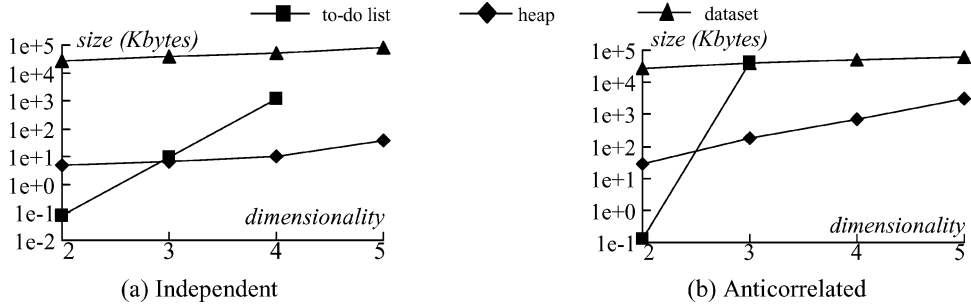 to-do list heap dataset
size (Kbytes)
1e+5
1e+4
1e+3
1e+2
1e+1
1e+0
1e-1
1e-2
dimensionality
2 3 4 5
(a) Independent
size (Kbytes)
1e+5
1e+4
1e+3
1e+2
1e+1
1e+0
1e-1
dimensionality
2 3 4 5
(b) Anticorrelated